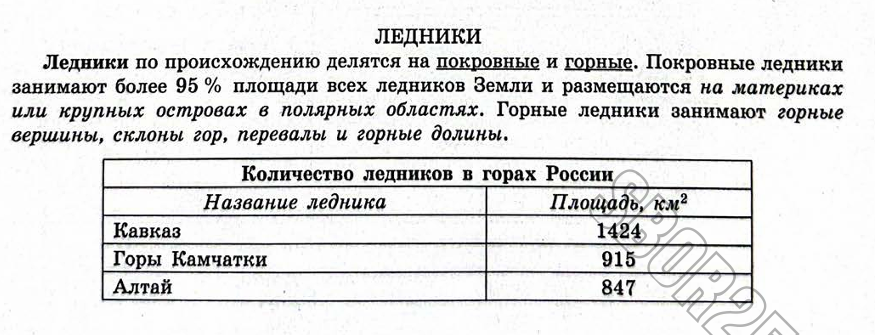 ЛЕДНИКИ
Ледники по происхождению делятся на покровные и горные. Покровные ледники
занимают более 95 % площади всех ледников Земли и размещаются на материках
или крупных островах в полярных областях. Горные ледники занимают горные
вершины, склоны гор, перевалы и горные долины.
Количество ледников в горах России
Название ледника Площадь, км²
Кавказ 1424
Горы Камчатки 915
Алтай 847